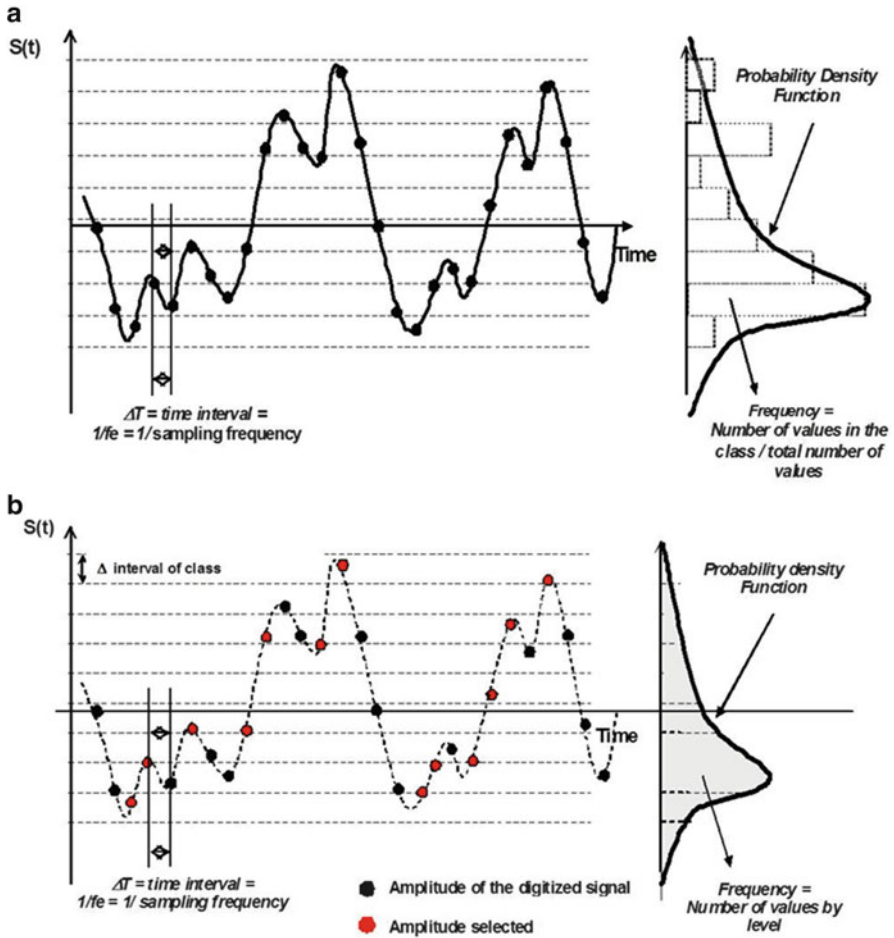 a
S(t)
Probability Density
Function
Time
ΔT = time interval =
1/fe = 1/ sampling frequency
Frequency =
Number of values in the
class / total number of
values
b
S(t)
Δ interval of class
Probability density
Function
Time
ΔT = time interval =
1/fe = 1/ sampling frequency
Amplitude of the digitized signal
Amplitude selected
Frequency =
Number of values by
level